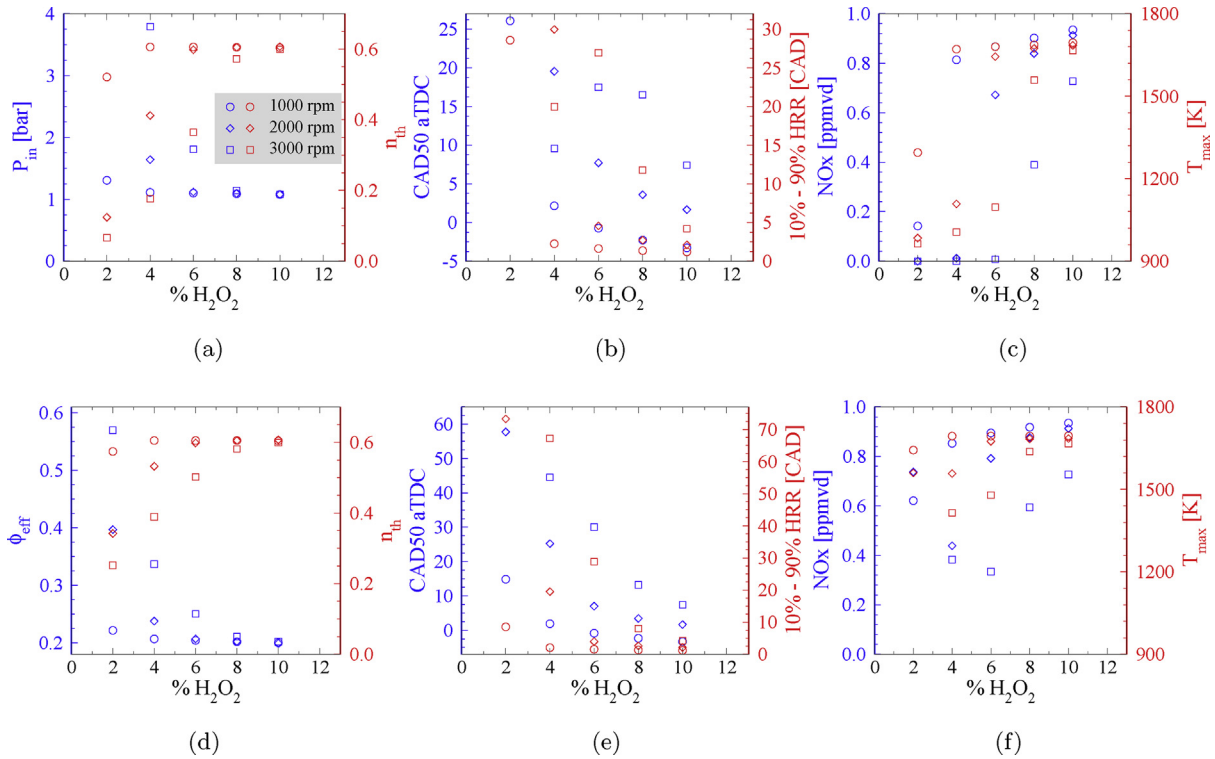 4
3
2
1
0
P_in [bar]
0.6
0.4
0.2
0.0
n_th
1000 rpm
2000 rpm
3000 rpm
0 2 4 6 8 10 12
% H₂O₂
(a)
25
20
15
10
5
0
-5
CAD50 aTDC
30
25
20
15
10
5
0
10% - 90% HRR [CAD]
0 2 4 6 8 10 12
% H₂O₂
(b)
1.0
0.8
0.6
0.4
0.2
0.0
NOx [ppmvd]
1800
1500
1200
900
T_max [K]
0 2 4 6 8 10 12
% H₂O₂
(c)
0.6
0.5
0.4
0.3
0.2
ϕ_eff
0.6
0.4
0.2
0.0
n_th
0 2 4 6 8 10 12
% H₂O₂
(d)
60
50
40
30
20
10
0
CAD50 aTDC
70
60
50
40
30
20
10
0
10% - 90% HRR [CAD]
0 2 4 6 8 10 12
% H₂O₂
(e)
1.0
0.8
0.6
0.4
0.2
0.0
NOx [ppmvd]
1800
1500
1200
900
T_max [K]
0 2 4 6 8 10 12
% H₂O₂
(f)